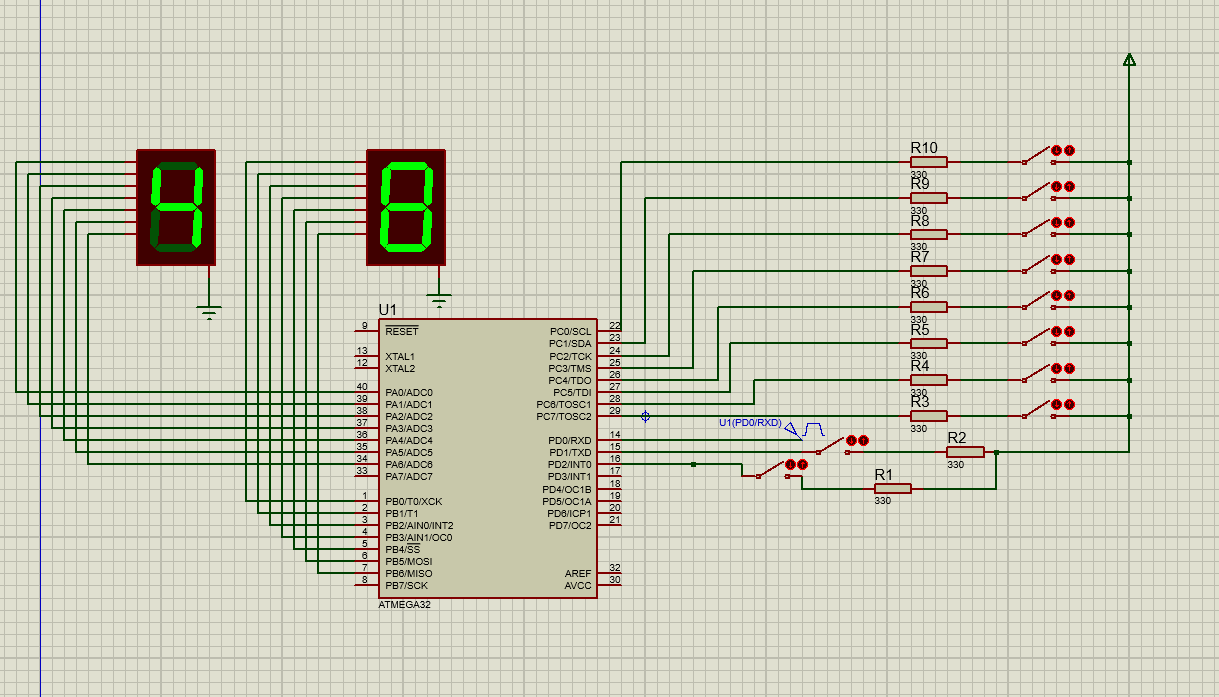 R10
330
R9
330
R8
330
R7
330
R6
330
R5
330
R4
330
R3
330
R2
330
R1
330
U1(PD0/RXD)
4
8
U1
9 RESET
13 XTAL1
12 XTAL2
40 PA0/ADC0
39 PA1/ADC1
38 PA2/ADC2
37 PA3/ADC3
36 PA4/ADC4
35 PA5/ADC5
34 PA6/ADC6
33 PA7/ADC7
1 PB0/T0/XCK
2 PB1/T1
3 PB2/AIN0/INT2
4 PB3/AIN1/OC0
5 PB4/SS
6 PB5/MOSI
7 PB6/MISO
8 PB7/SCK
PC0/SCL 22
PC1/SDA 23
PC2/TCK 24
PC3/TMS 25
PC4/TDO 26
PC5/TDI 27
PC6/TOSC1 28
PC7/TOSC2 29
PD0/RXD 14
PD1/TXD 15
PD2/INT0 16
PD3/INT1 17
PD4/OC1B 18
PD5/OC1A 19
PD6/ICP1 20
PD7/OC2 21
AREF 32
AVCC 30
ATMEGA32